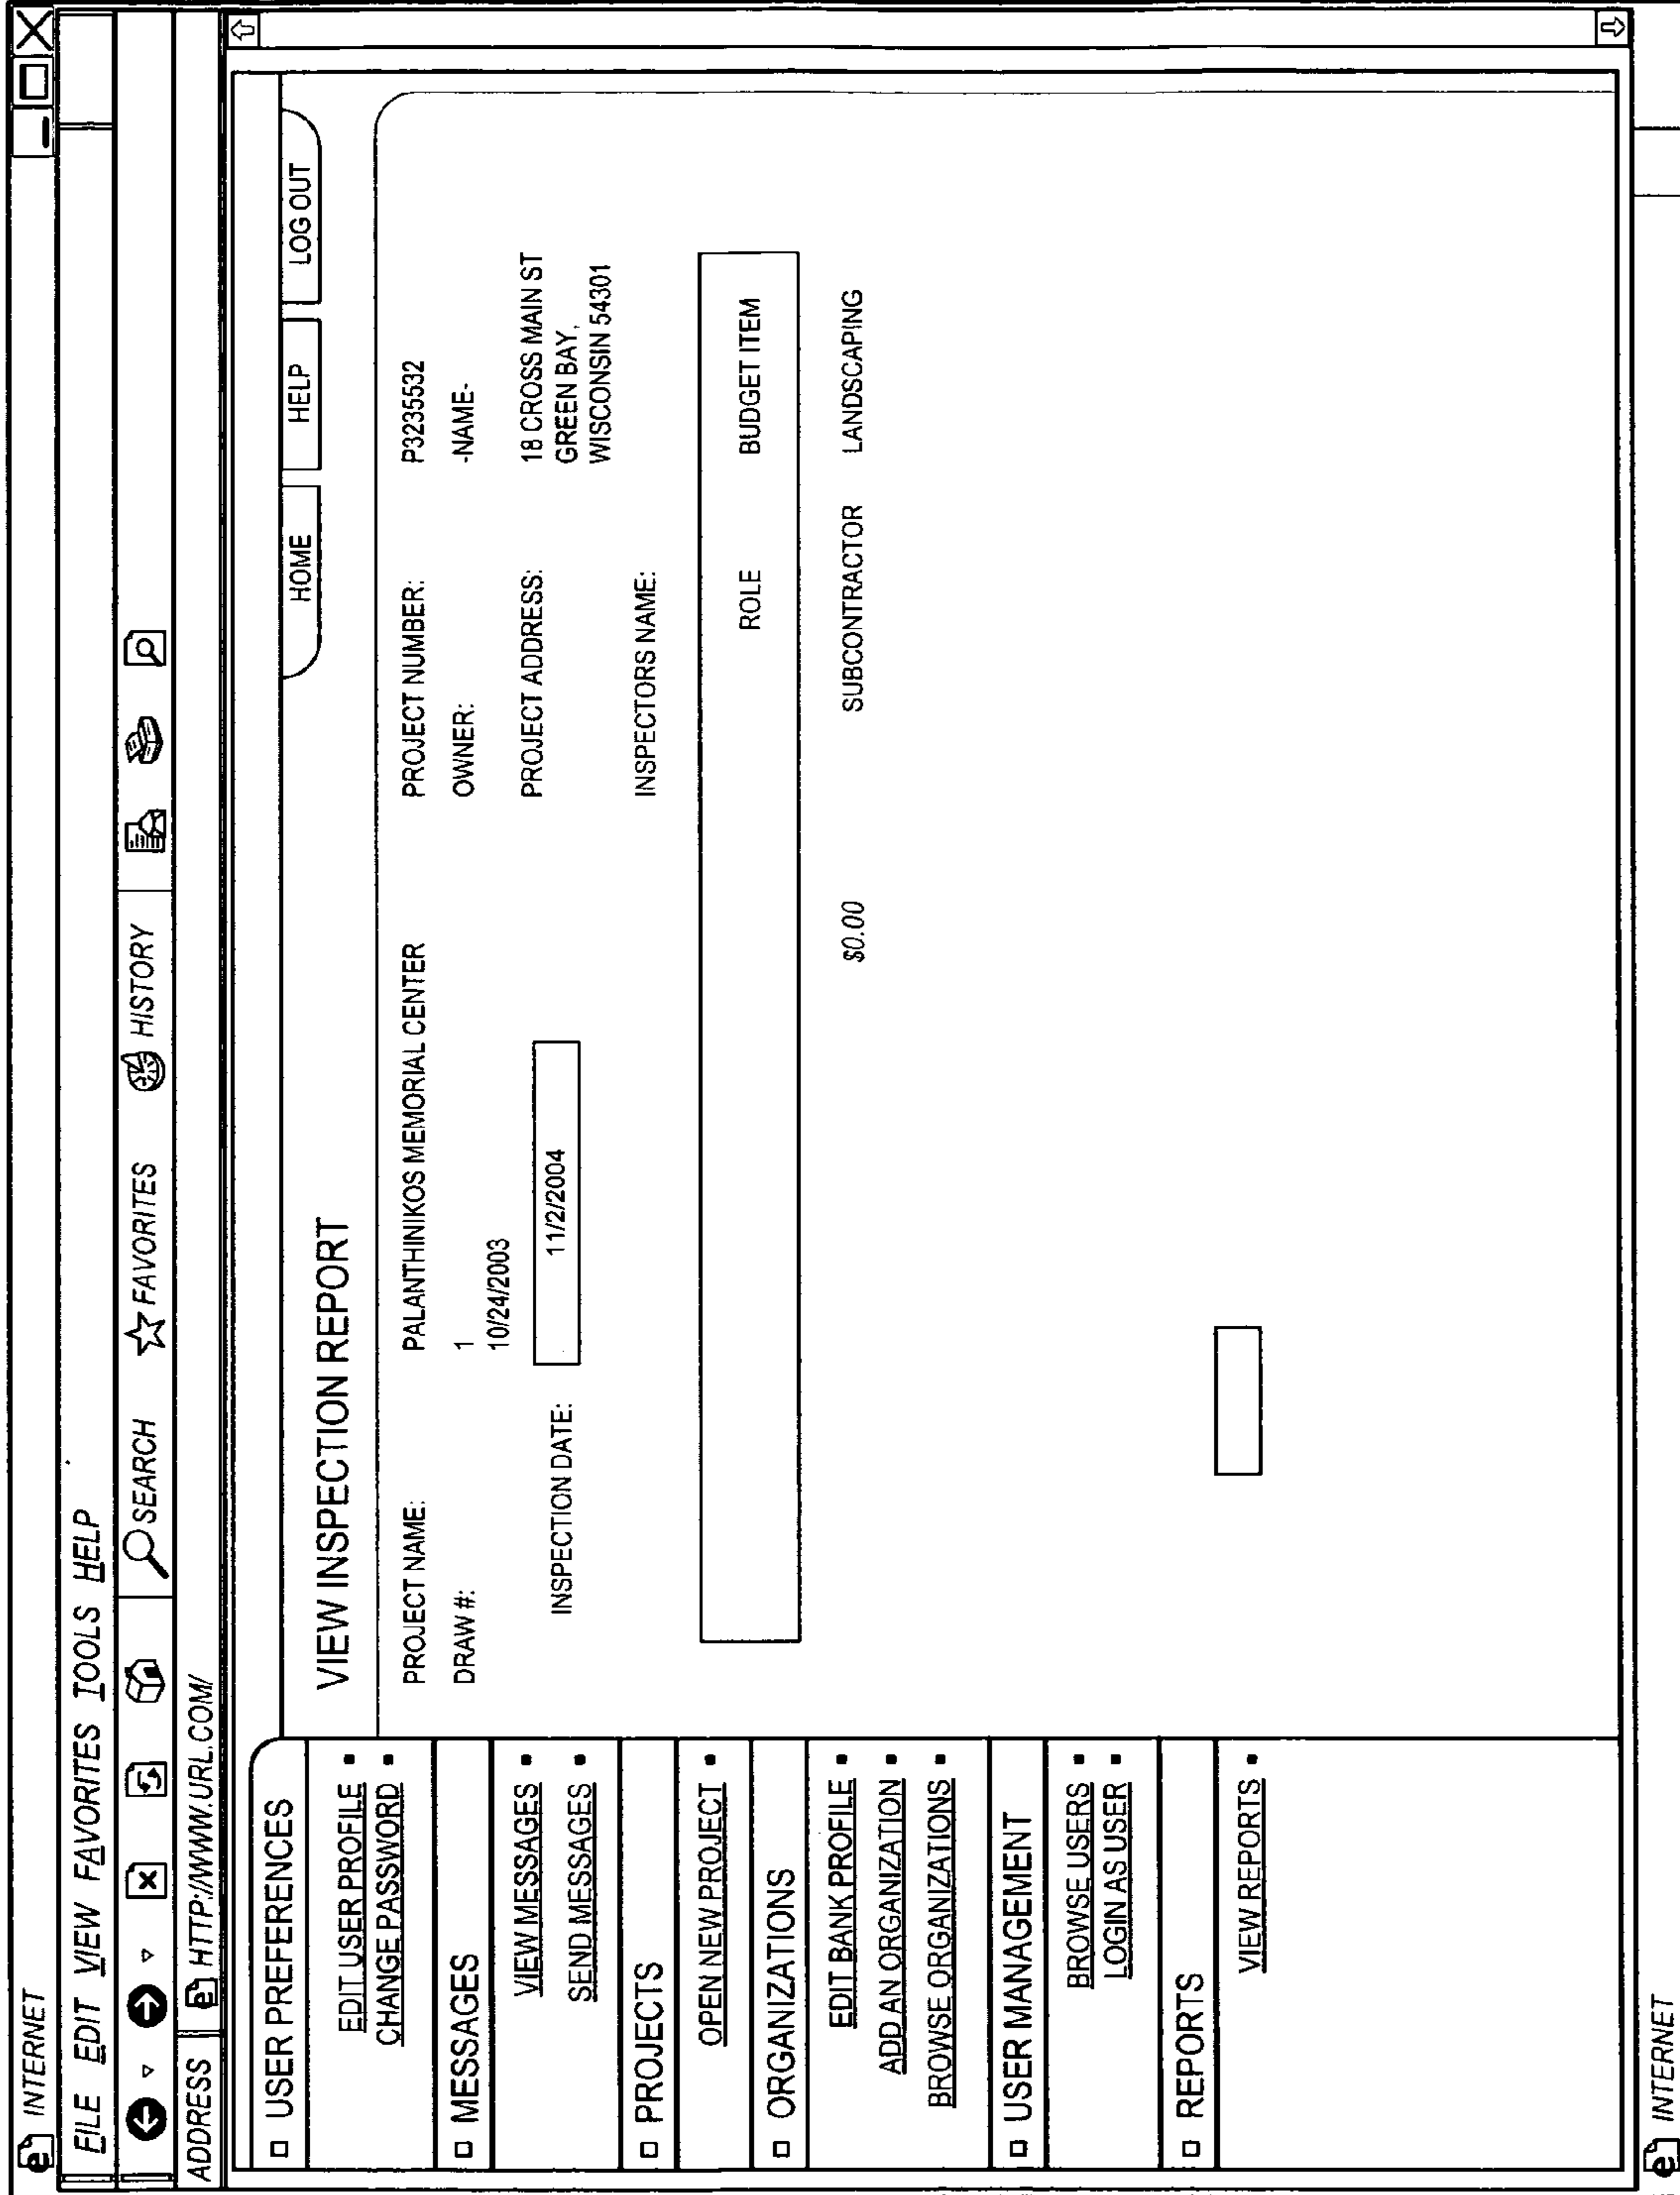 INTERNET
FILE EDIT VIEW FAVORITES TOOLS HELP
SEARCH FAVORITES HISTORY
ADDRESS HTTP://WWW.URL.COM/
HOME HELP LOG OUT
USER PREFERENCES
EDIT USER PROFILE
CHANGE PASSWORD
MESSAGES
VIEW MESSAGES
SEND MESSAGES
PROJECTS
OPEN NEW PROJECT
ORGANIZATIONS
EDIT BANK PROFILE
ADD AN ORGANIZATION
BROWSE ORGANIZATIONS
USER MANAGEMENT
BROWSE USERS
LOGIN AS USER
REPORTS
VIEW REPORTS
VIEW INSPECTION REPORT
PROJECT NAME: PALANTHINIKOS MEMORIAL CENTER PROJECT NUMBER: P3235532
DRAW #: 1 OWNER: -NAME-
10/24/2003
INSPECTION DATE: 11/2/2004 PROJECT ADDRESS: 18 CROSS MAIN ST
GREEN BAY,
WISCONSIN 54301
INSPECTORS NAME:
ROLE BUDGET ITEM
$0.00 SUBCONTRACTOR LANDSCAPING
INTERNET